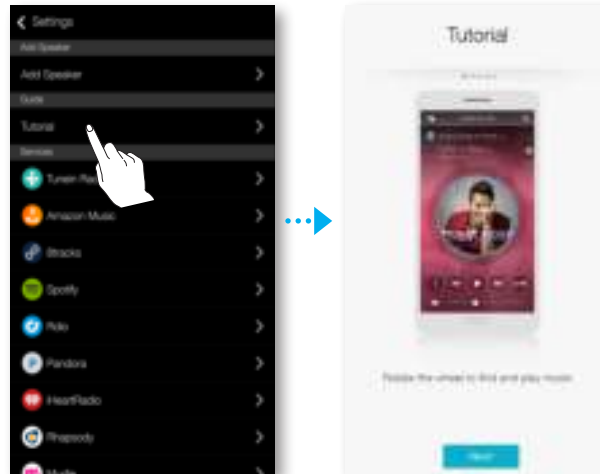 Settings
Add Speaker
Add Speaker
Guide
Tutorial
Services
TuneIn
Amazon Music
8tracks
Spotify
Rdio
Pandora
iHeartRadio
Rhapsody
Tutorial
Rotate the wheel to find and play music.